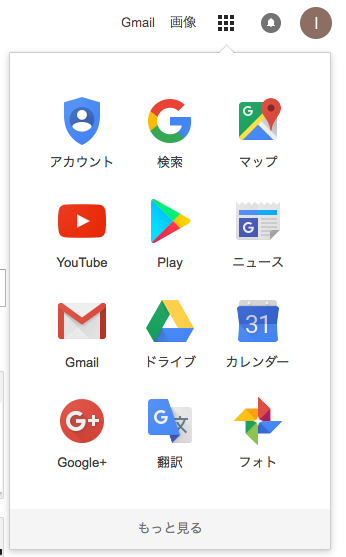 Gmail 画像 I
アカウント 検索 マップ
YouTube Play ニュース
31
Gmail ドライブ カレンダー
Google+ 翻訳 フォト
もっと見る